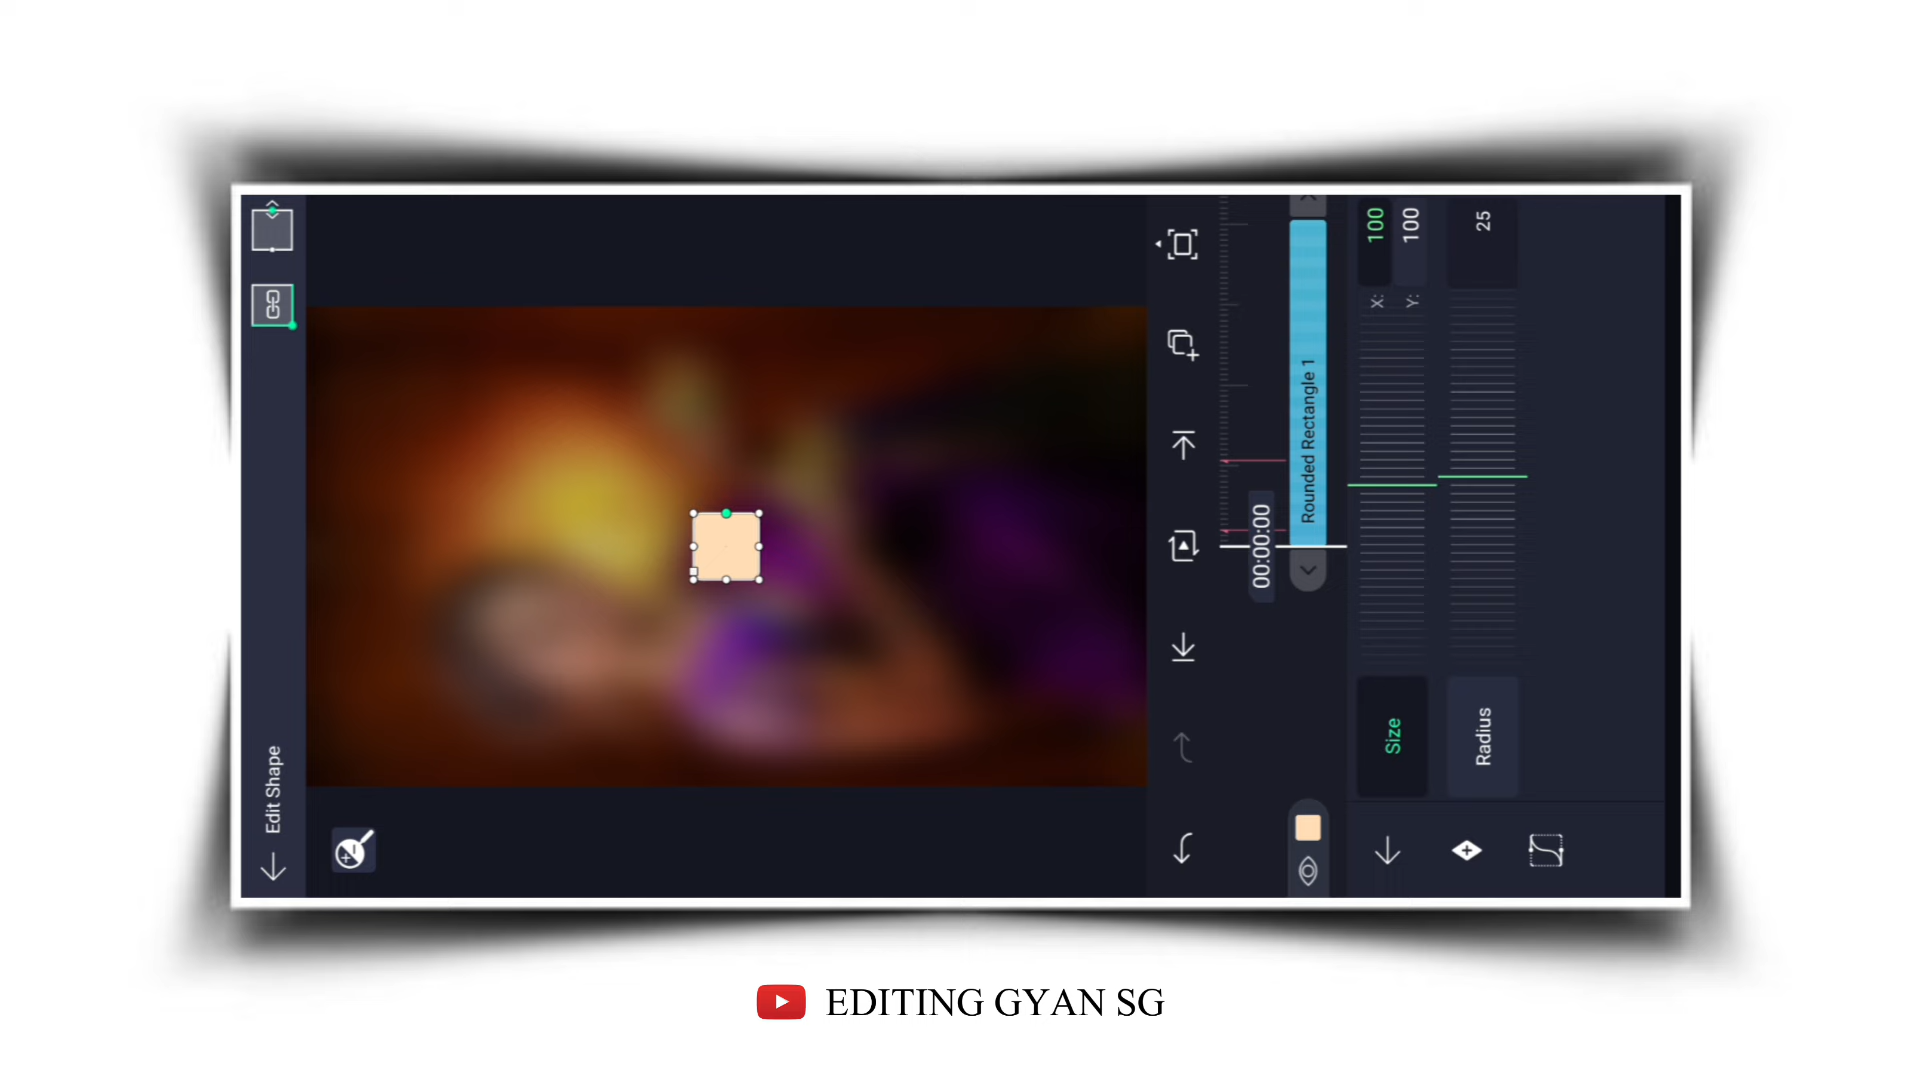 Edit Shape
00:00:00
Rounded Rectangle 1
Size
X: 100
Y: 100
Radius
25
EDITING GYAN SG